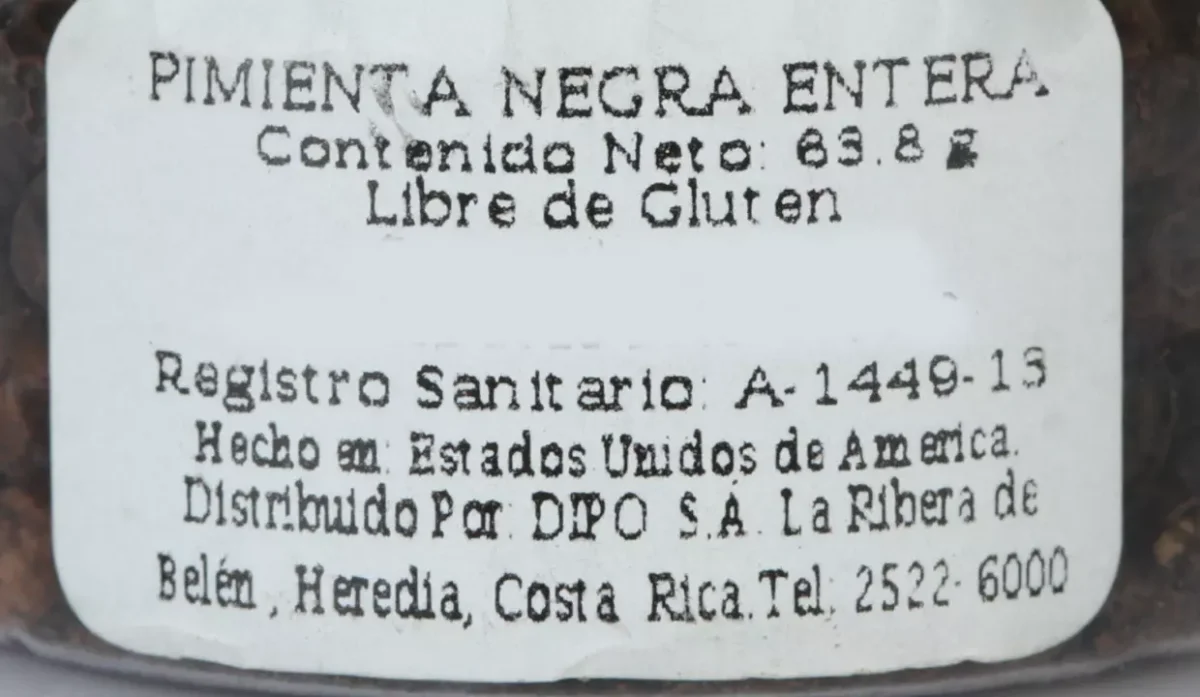 PIMIENTA NEGRA ENTERA
Contenido Neto: 63.8 g
Libre de Gluten
Registro Sanitario: A-1449-13
Hecho en: Estados Unidos de America.
Distribuido Por: DIPO S.A. La Ribera de
Belén, Heredia, Costa Rica. Tel: 2522-6000